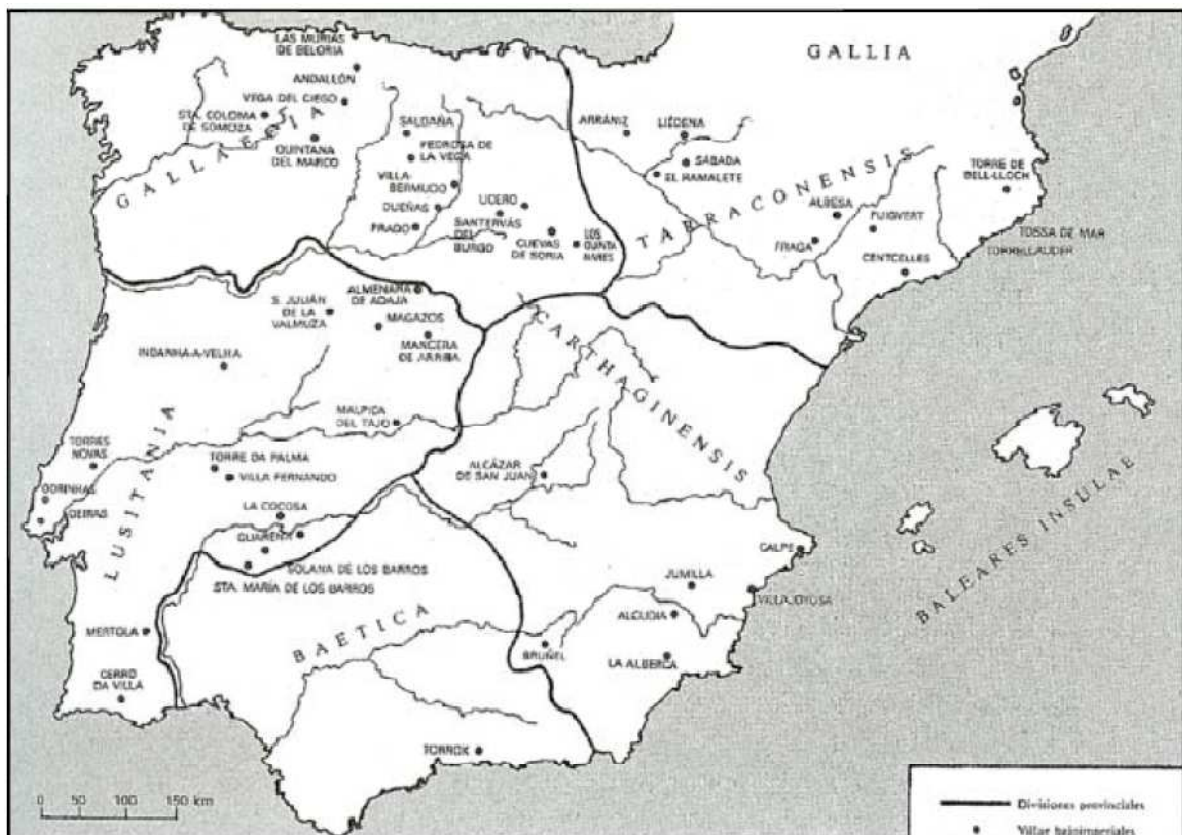 LAS MURIAS
DE BELORIA
GALLIA
ANDALLÓN
VEGA DEL CIEGO
STA. COLOMA
DE SOMOZA
QUINTANA
DEL MARCO
GALLAECIA
SALDAÑA
PEDROSA DE
LA VEGA
VILLA-
BERMUDO
DUEÑAS
PRADO
UCERO
SANTERVÁS
DEL
BURGO
CUEVAS
DE SORIA
LOS
QUINTA
NARES
ARRÁNIZ
LIÉDENA
SÁBADA
EL RAMALETE
TARRACONENSIS
ALBESA
PUIGVERT
FRAGA
CENTCELLES
TORRE DE
BELL-LLOCH
TOSSA DE MAR
TORRELLAUDER
ALMENARA
DE ADAJA
S. JULIÁN
DE LA
VALMUZA
MAGAZOS
MANCERA
DE ARRIBA
INDANHA-A-VELHA
CARTHAGINENSIS
MALPICA
DEL TAJO
TORRES
NOVAS
TORRE DA PALMA
VILLA FERNANDO
ALCÁZAR
DE SAN JUAN
LUSITANIA
LA COCOSA
GUAREÑA
SOLANA DE LOS BARROS
STA. MARÍA DE LOS BARROS
BALEARES INSULAE
CALPE
JUMILLA
VILLAJOYOSA
ALCUDIA
LA ALBERCA
BRUÑEL
BAETICA
MERTOLA
CERRO
DA VILLA
TORROX
0 50 100 150 km
Divisiones provinciales
Villae bajoimperiales